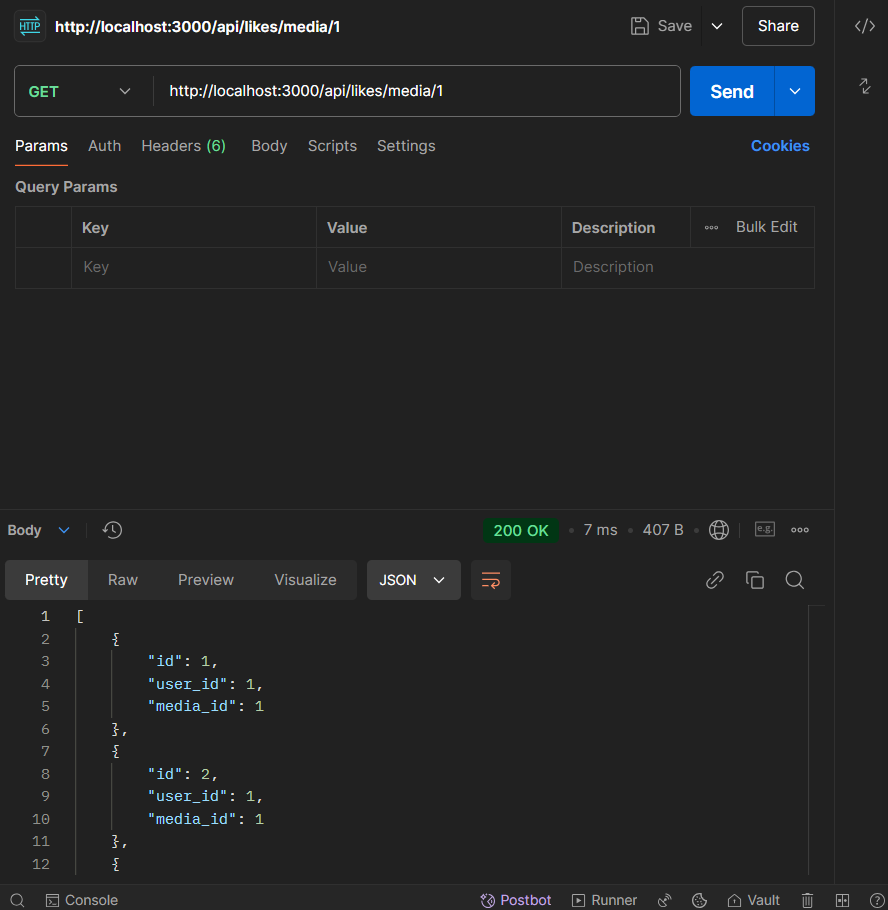 HTTP http://localhost:3000/api/likes/media/1 Save Share
GET http://localhost:3000/api/likes/media/1 Send
Params Auth Headers (6) Body Scripts Settings Cookies
Query Params
Key Value Description Bulk Edit
Key Value Description
Body 200 OK 7 ms 407 B e.g.
Pretty Raw Preview Visualize JSON
1 [
2 {
3 "id": 1,
4 "user_id": 1,
5 "media_id": 1
6 },
7 {
8 "id": 2,
9 "user_id": 1,
10 "media_id": 1
11 },
12 {
Console Postbot Runner Vault